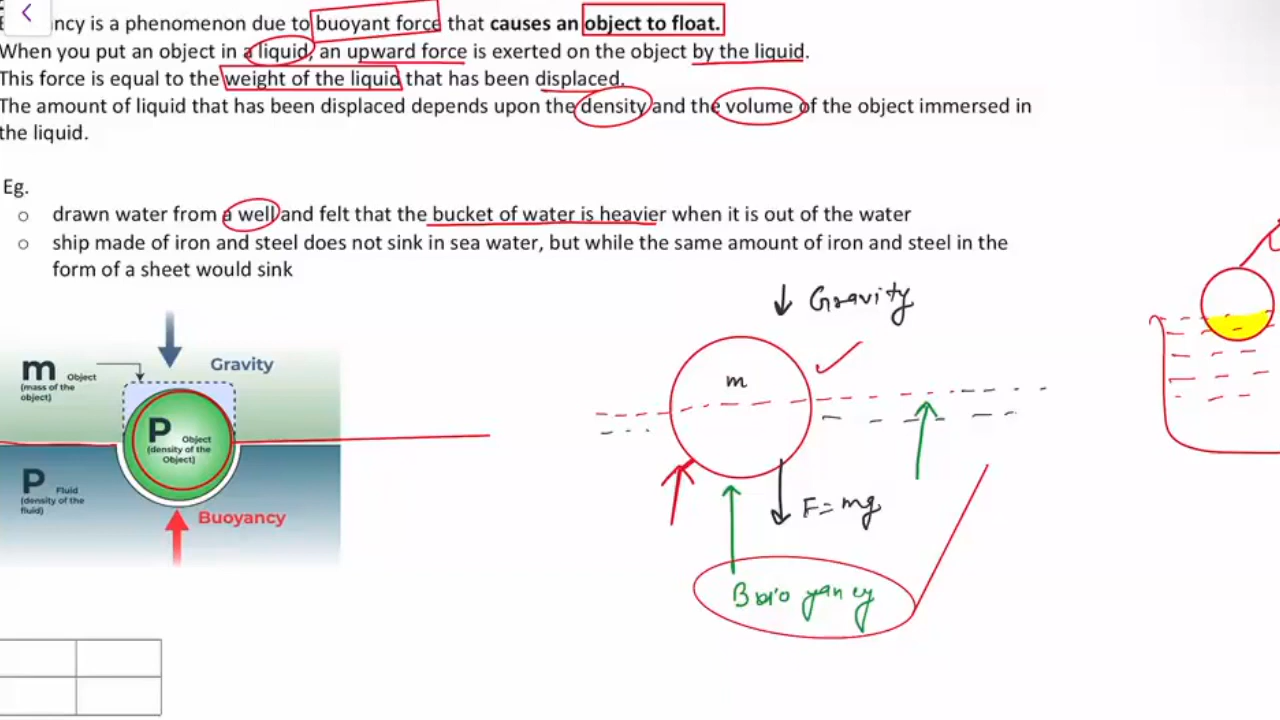 ncy is a phenomenon due to buoyant force that causes an object to float.
When you put an object in a liquid, an upward force is exerted on the object by the liquid.
This force is equal to the weight of the liquid that has been displaced.
The amount of liquid that has been displaced depends upon the density and the volume of the object immersed in
the liquid.
Eg.
o drawn water from a well and felt that the bucket of water is heavier when it is out of the water
o ship made of iron and steel does not sink in sea water, but while the same amount of iron and steel in the
form of a sheet would sink
↓ Gravity
Gravity
m Object
(mass of the
object)
m
P Object
(density of the
Object)
P Fluid
(density of the
fluid)
Buoyancy
F=mg
Buoyancy